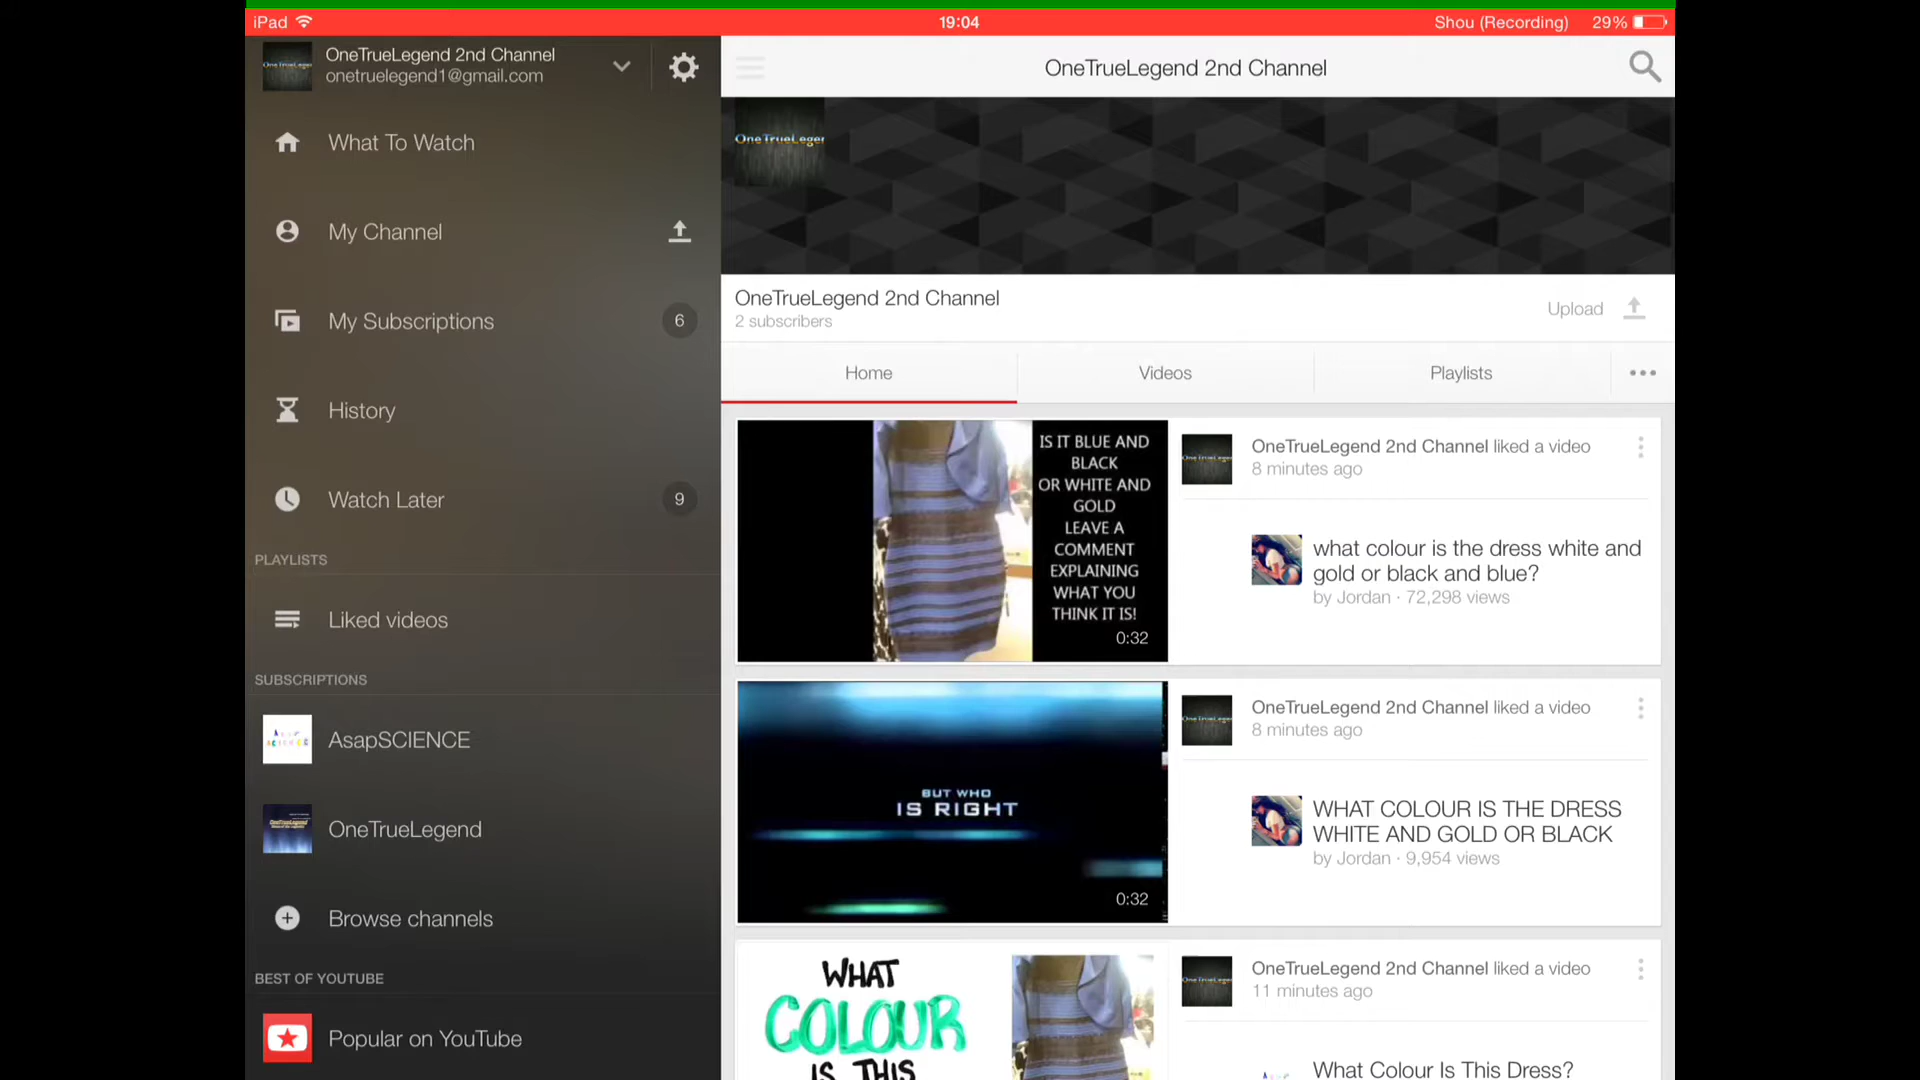 iPad 19:04 Shou (Recording) 29%
OneTrueLegend 2nd Channel
onetruelegend1@gmail.com
What To Watch
My Channel
My Subscriptions 6
History
Watch Later 9
PLAYLISTS
Liked videos
SUBSCRIPTIONS
AsapSCIENCE
OneTrueLegend
Browse channels
BEST OF YOUTUBE
Popular on YouTube
OneTrueLegend 2nd Channel
OneTrueLegend 2nd Channel
2 subscribers
Upload
Home Videos Playlists
IS IT BLUE AND
BLACK
OR WHITE AND
GOLD
LEAVE A
COMMENT
EXPLAINING
WHAT YOU
THINK IT IS!
0:32
OneTrueLegend 2nd Channel liked a video
8 minutes ago
what colour is the dress white and
gold or black and blue?
by Jordan · 72,298 views
BUT WHO
IS RIGHT
0:32
OneTrueLegend 2nd Channel liked a video
8 minutes ago
WHAT COLOUR IS THE DRESS
WHITE AND GOLD OR BLACK
by Jordan · 9,954 views
WHAT
COLOUR
IS THIS
OneTrueLegend 2nd Channel liked a video
11 minutes ago
What Colour Is This Dress?